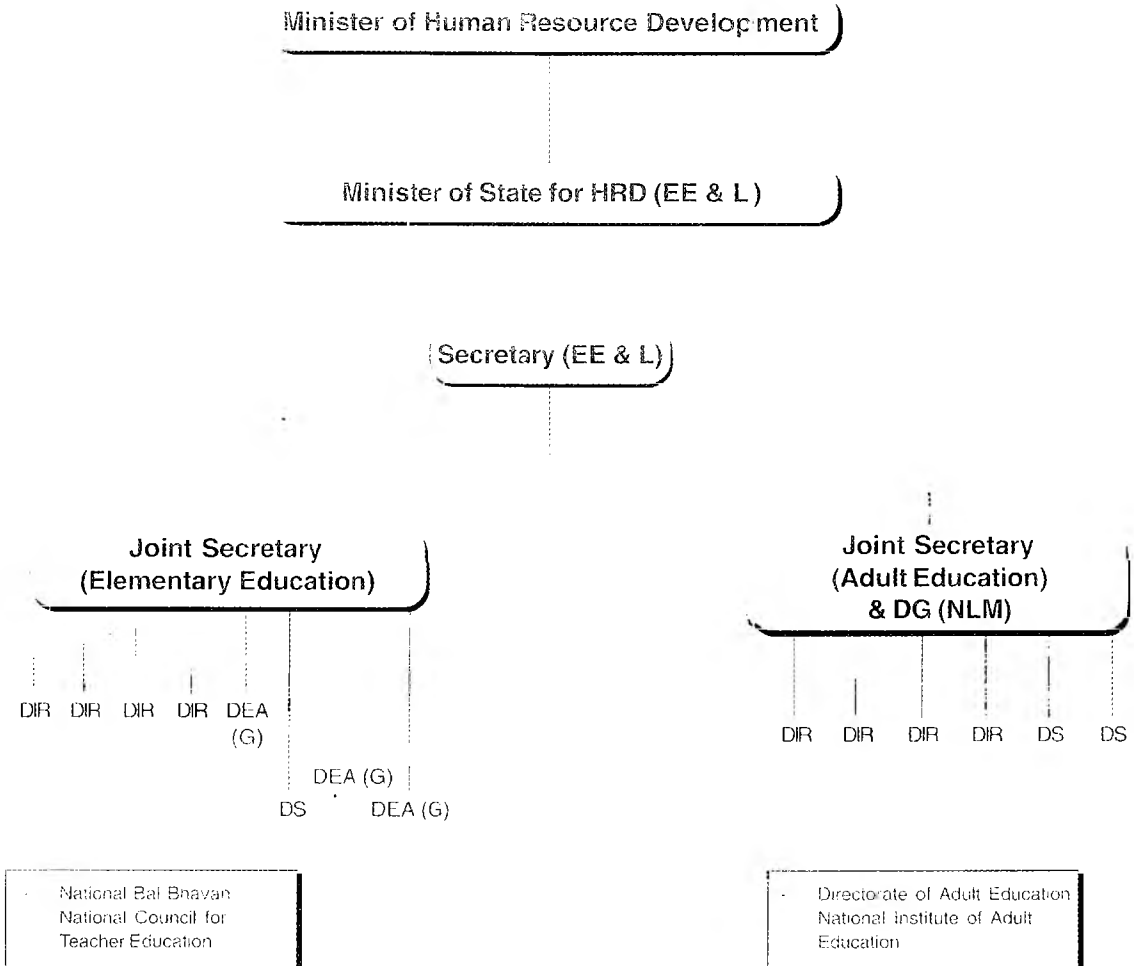 Minister of Human Resource Development
Minister of State for HRD (EE & L)
Secretary (EE & L)
Joint Secretary
(Elementary Education)
DIR DIR DIR DIR DEA
(G)
DEA (G)
DS DEA (G)
Joint Secretary
(Adult Education)
& DG (NLM)
DIR DIR DIR DIR DS DS
- National Bal Bhavan
National Council for
Teacher Education
- Directorate of Adult Education
National Institute of Adult
Education